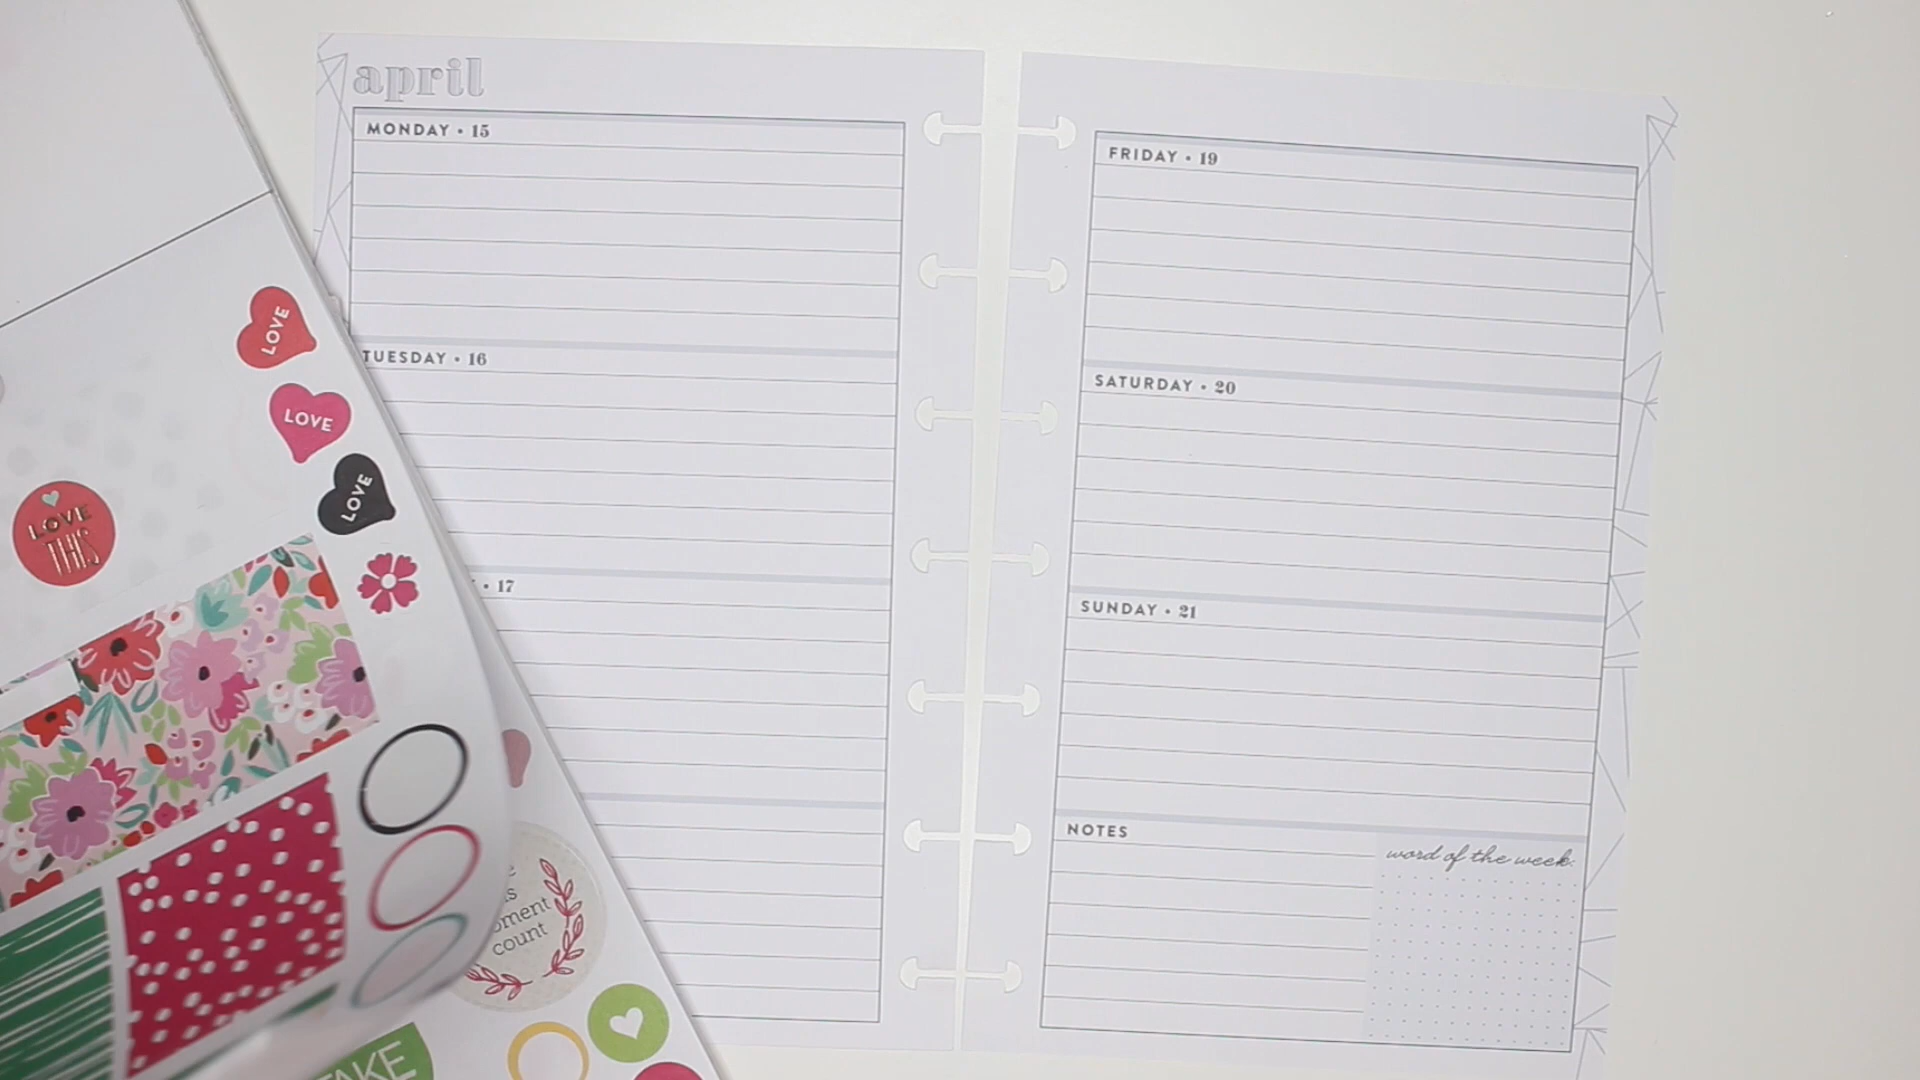 april
MONDAY • 15
TUESDAY • 16
• 17
FRIDAY • 19
SATURDAY • 20
SUNDAY • 21
NOTES
word of the week:
LOVE
LOVE
LOVE
LOVE
THIS
count